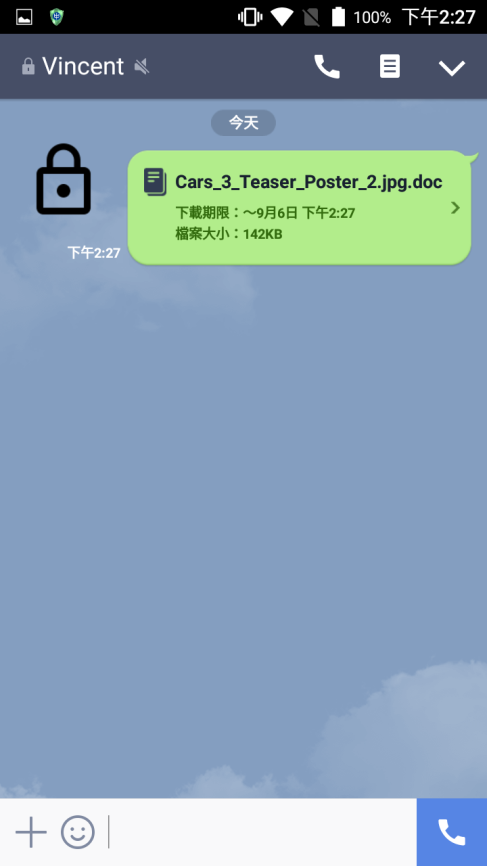 100% 下午2:27
Vincent
今天
Cars_3_Teaser_Poster_2.jpg.doc
下載期限：～9月6日 下午2:27
檔案大小：142KB
下午2:27